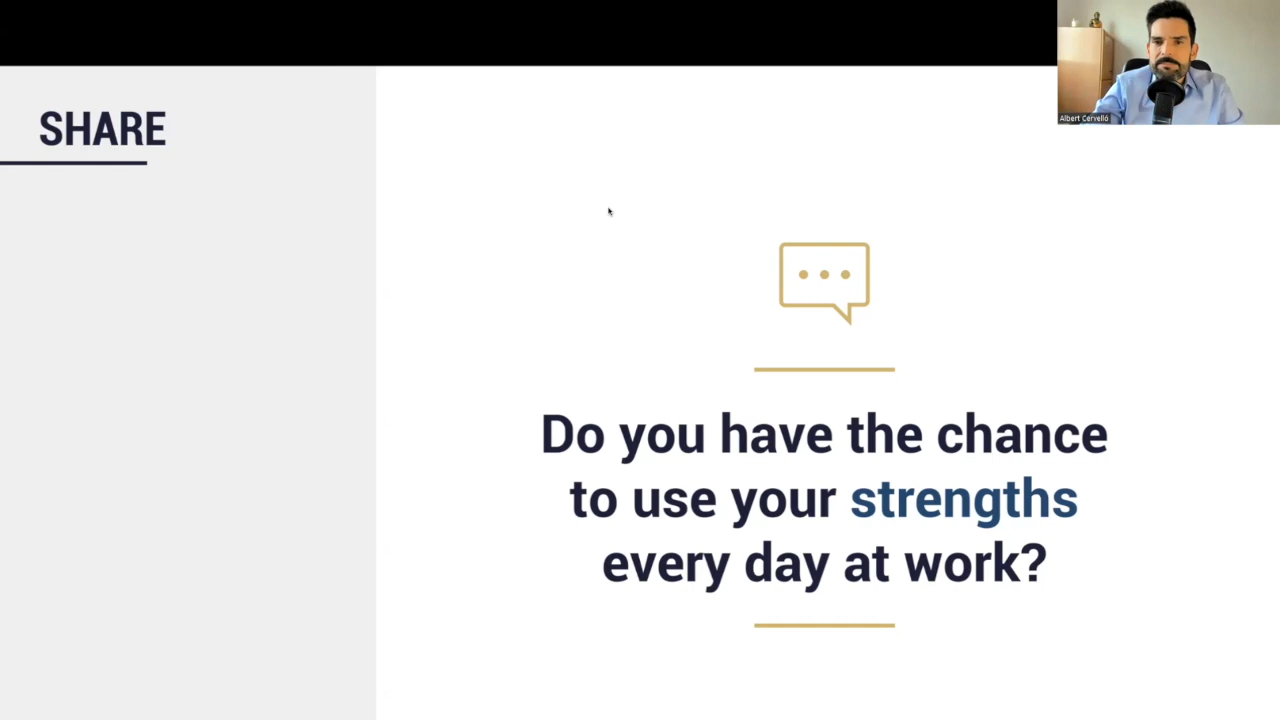 SHARE
Albert Cervelló
Do you have the chance
to use your strengths
every day at work?